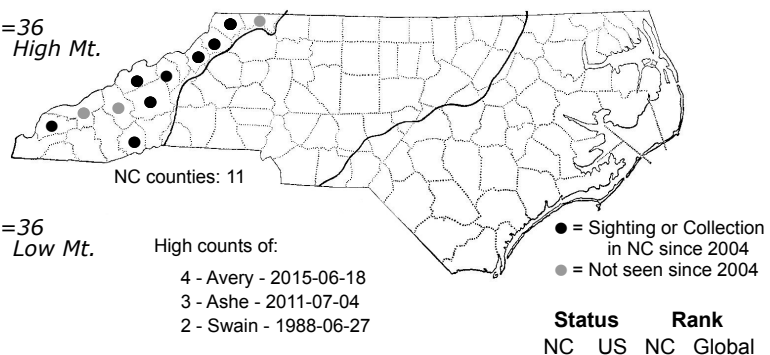 =36
High Mt.
NC counties: 11
=36
Low Mt.
High counts of:
4 - Avery - 2015-06-18
3 - Ashe - 2011-07-04
2 - Swain - 1988-06-27
● = Sighting or Collection
in NC since 2004
● = Not seen since 2004
Status Rank
NC US NC Global